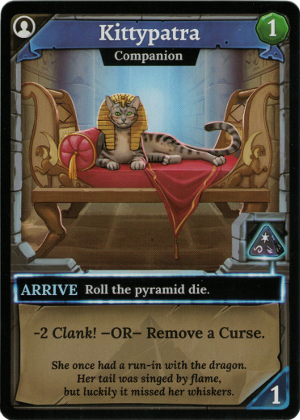 Kittypatra
1
Companion
ARRIVE Roll the pyramid die.
-2 Clank! –OR– Remove a Curse.
She once had a run-in with the dragon.
Her tail was singed by flame,
but luckily it missed her whiskers.
1